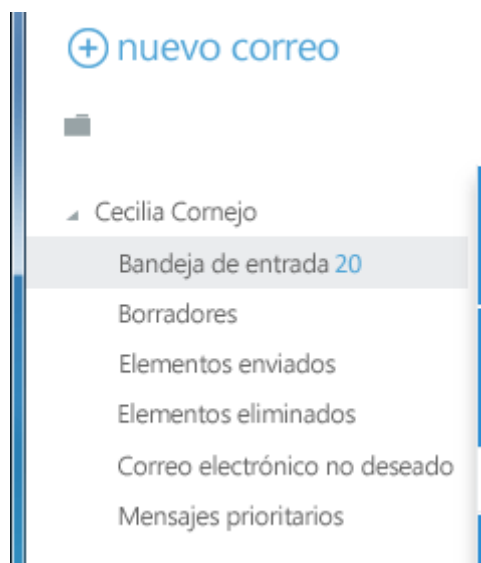 nuevo correo
Cecilia Cornejo
Bandeja de entrada 20
Borradores
Elementos enviados
Elementos eliminados
Correo electrónico no deseado
Mensajes prioritarios